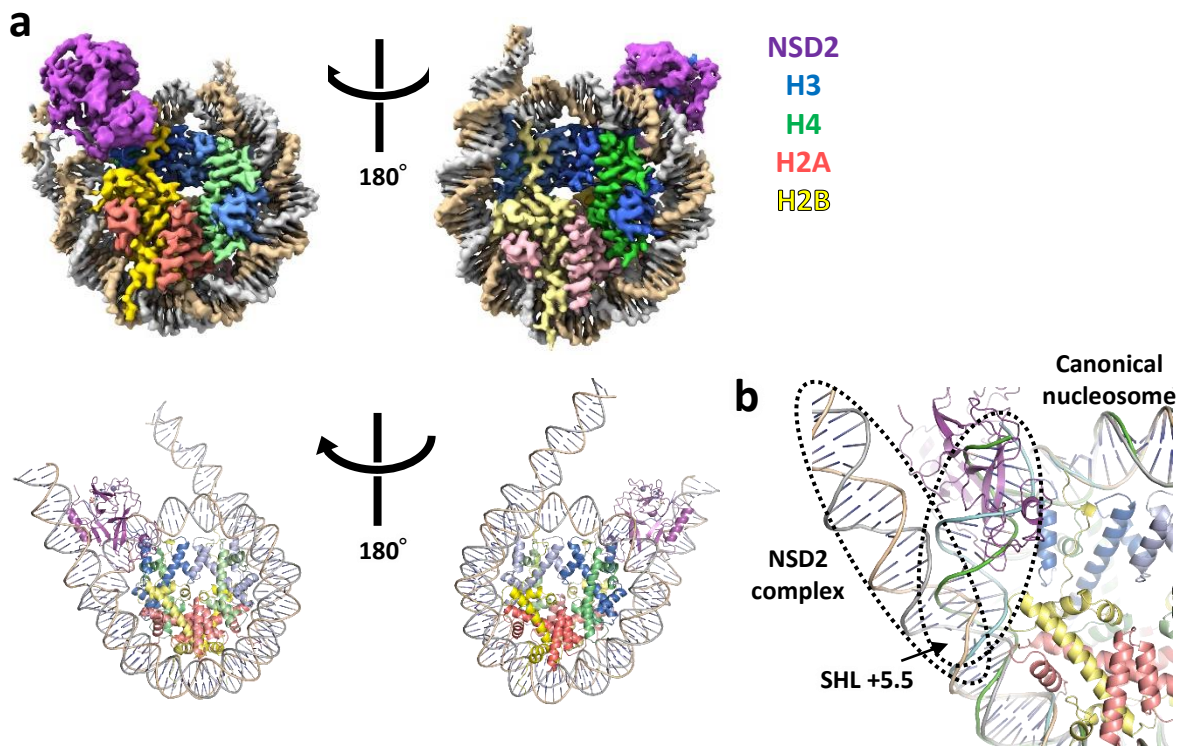 a
180°
NSD2
H3
H4
H2A
H2B
180°
b
Canonical
nucleosome
NSD2
complex
SHL +5.5